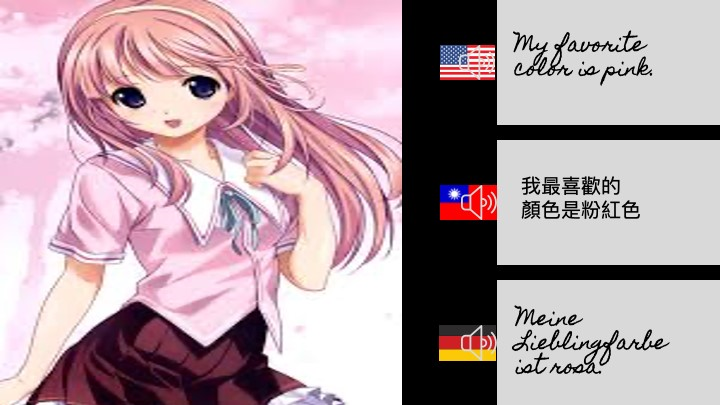 My favorite
color is pink.
我最喜歡的
顏色是粉紅色
Meine
Lieblingfarbe
ist rosa.